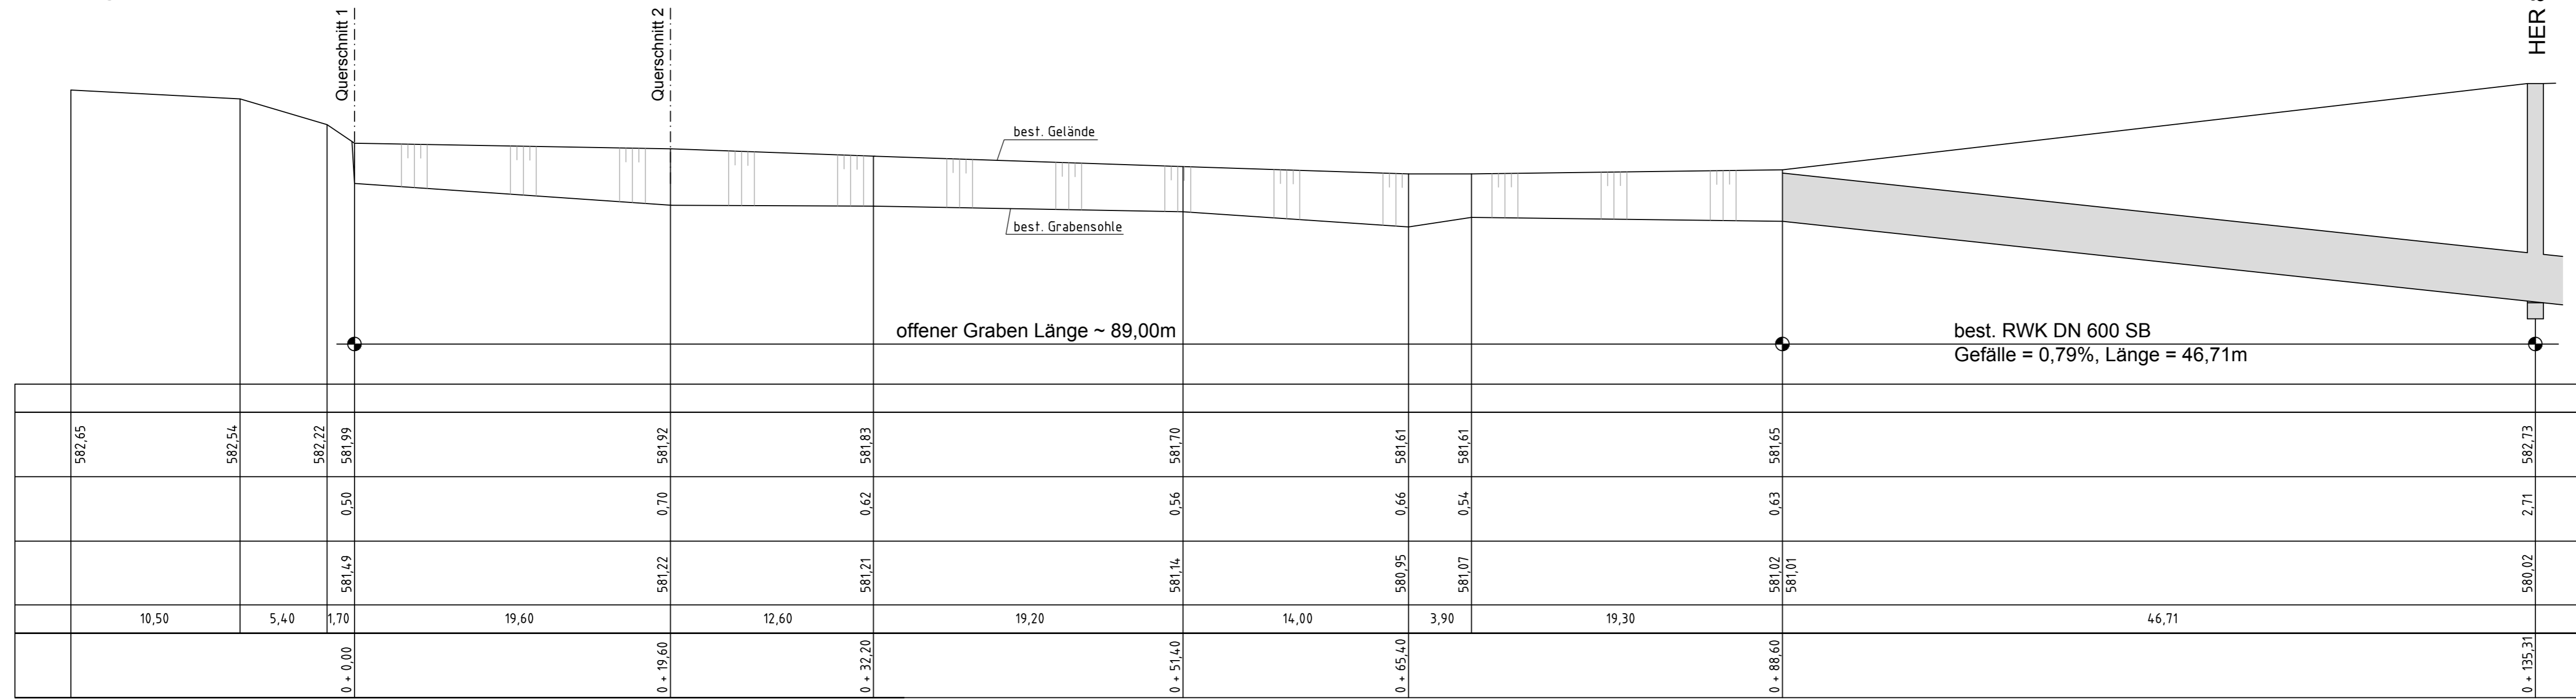 Querschnitt 1
Querschnitt 2
HER
best. Gelände
best. Grabensohle
offener Graben Länge ~ 89,00m
best. RWK DN 600 SB
Gefälle = 0,79%, Länge = 46,71m
582,65 582,54 582,22 581,99 581,92 581,83 581,70 581,61 581,61 581,65 582,73
0,50 0,70 0,62 0,56 0,66 0,54 0,63 2,71
581,49 581,22 581,21 581,14 580,95 581,07 581,02 581,01 580,02
10,50 5,40 1,70 19,60 12,60 19,20 14,00 3,90 19,30 46,71
0 + 0,00 0 + 19,60 0 + 32,20 0 + 51,40 0 + 65,40 0 + 88,60 0 + 135,31